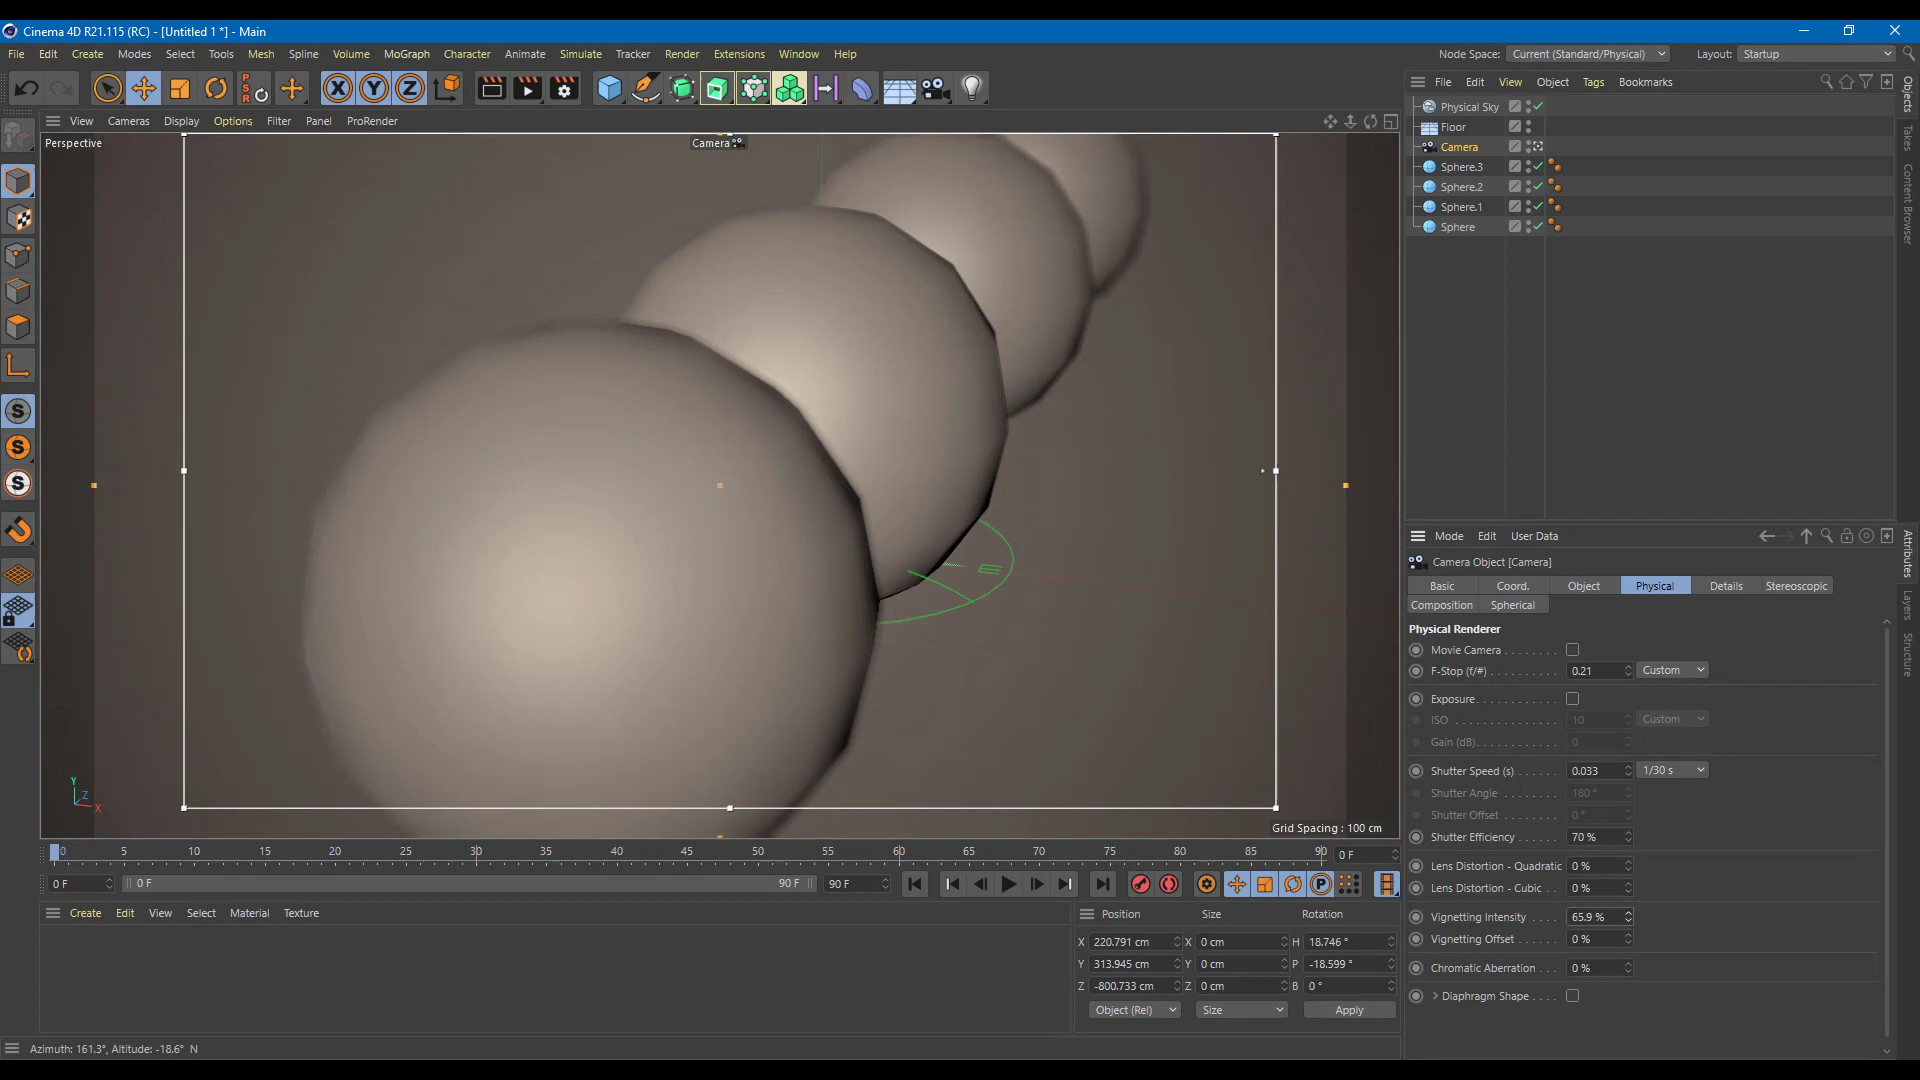 Cinema 4D R21.115 (RC) - [Untitled 1 *] - Main
File Edit Create Modes Select Tools Mesh Spline Volume MoGraph Character Animate Simulate Tracker Render Extensions Window Help
Node Space: Current (Standard/Physical) Layout: Startup
PSR
X Y Z
View Cameras Display Options Filter Panel ProRender
Perspective
Camera
Y
Z
X
Grid Spacing : 100 cm
S
S
S
File Edit View Object Tags Bookmarks
Physical Sky
Floor
Camera
Sphere.3
Sphere.2
Sphere.1
Sphere
Objects
Takes
Content Browser
Mode Edit User Data
Camera Object [Camera]
Basic Coord. Object Physical Details Stereoscopic
Composition Spherical
Physical Renderer
Movie Camera . . . . . . . .
F-Stop (f/#) . . . . . . . . . . 0.21 Custom
Exposure . . . . . . . . . . . .
ISO . . . . . . . . . . . . . . . 10 Custom
Gain (dB). . . . . . . . . . . . 0
Shutter Speed (s) . . . . . . 0.033 1/30 s
Shutter Angle . . . . . . . . 180 °
Shutter Offset . . . . . . . . 0 °
Shutter Efficiency . . . . . . 70 %
Lens Distortion - Quadratic 0 %
Lens Distortion - Cubic . . 0 %
Vignetting Intensity . . . . 65.9 %
Vignetting Offset . . . . . . 0 %
Chromatic Aberration . . . 0 %
Diaphragm Shape . . . .
Attributes
Layers
Structure
0 5 10 15 20 25 30 35 40 45 50 55 60 65 70 75 80 85 90 0 F
0 F 0 F 90 F 90 F
P
Create Edit View Select Material Texture
Position Size Rotation
X 220.791 cm X 0 cm H 18.746 °
Y 313.945 cm Y 0 cm P -18.599 °
Z -800.733 cm Z 0 cm B 0 °
Object (Rel) Size Apply
Azimuth: 161.3°, Altitude: -18.6° N